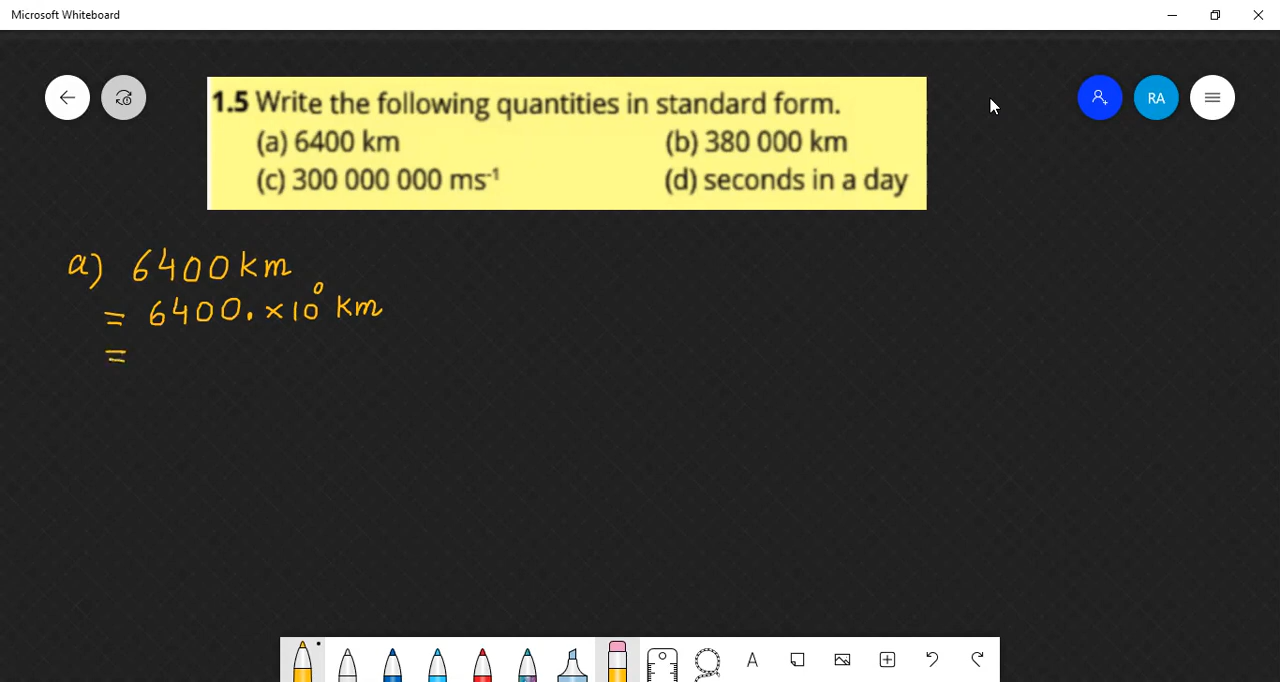 Microsoft Whiteboard
1.5 Write the following quantities in standard form.
(a) 6400 km (b) 380 000 km
(c) 300 000 000 ms⁻¹ (d) seconds in a day
RA
a) 6400 km
= 6400. ×10⁰ km
=
A